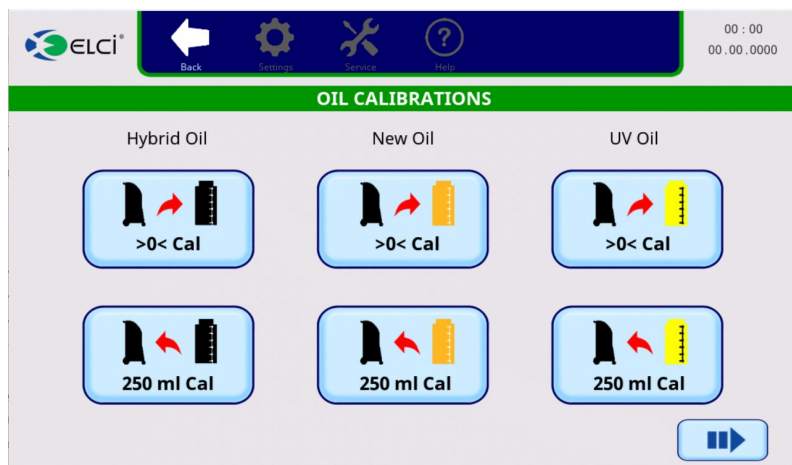 ELCi®
Back
Settings
Service
Help
00 : 00
00.00.0000
OIL CALIBRATIONS
Hybrid Oil
New Oil
UV Oil
>0< Cal
>0< Cal
>0< Cal
250 ml Cal
250 ml Cal
250 ml Cal